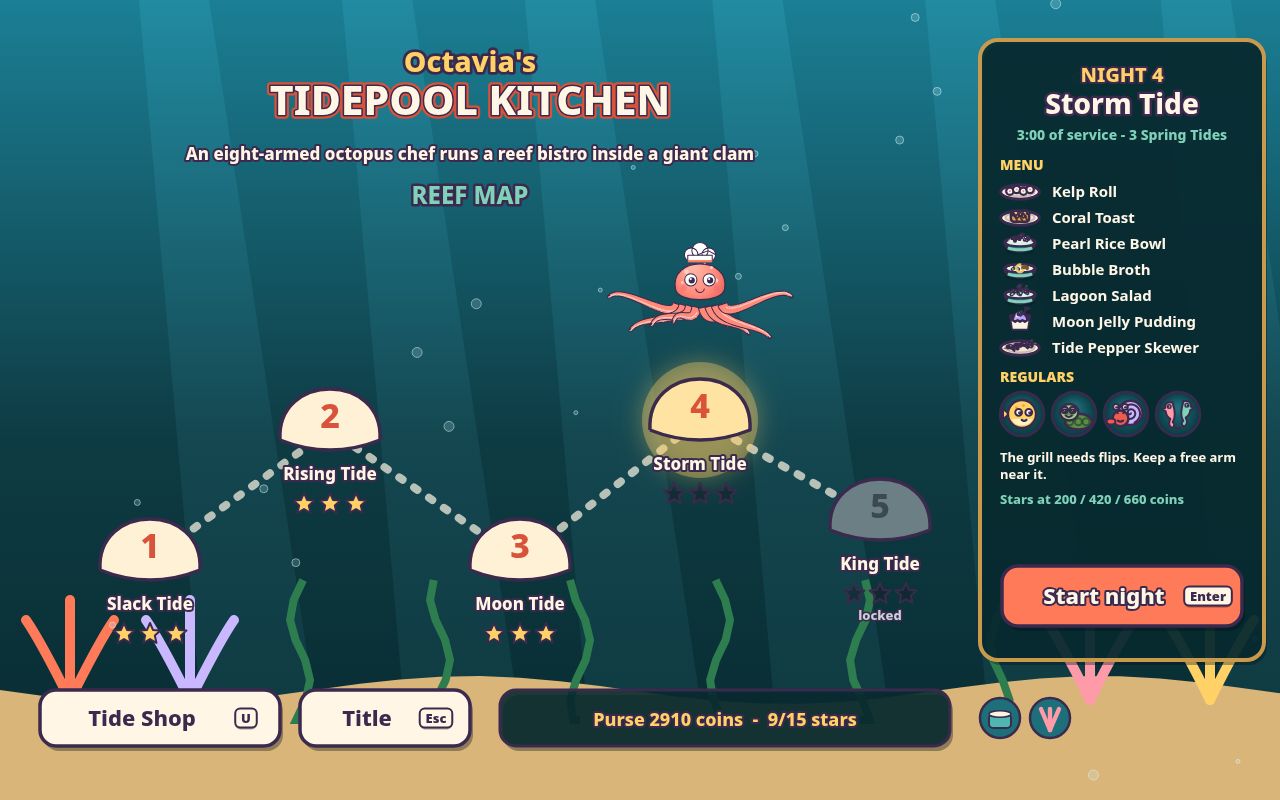 Octavia's
TIDEPOOL KITCHEN
An eight-armed octopus chef runs a reef bistro inside a giant clam
REEF MAP
1
Slack Tide
2
Rising Tide
3
Moon Tide
4
Storm Tide
5
King Tide
locked
NIGHT 4
Storm Tide
3:00 of service - 3 Spring Tides
MENU
Kelp Roll
Coral Toast
Pearl Rice Bowl
Bubble Broth
Lagoon Salad
Moon Jelly Pudding
Tide Pepper Skewer
REGULARS
The grill needs flips. Keep a free arm
near it.
Stars at 200 / 420 / 660 coins
Start night Enter
Tide Shop U
Title Esc
Purse 2910 coins - 9/15 stars